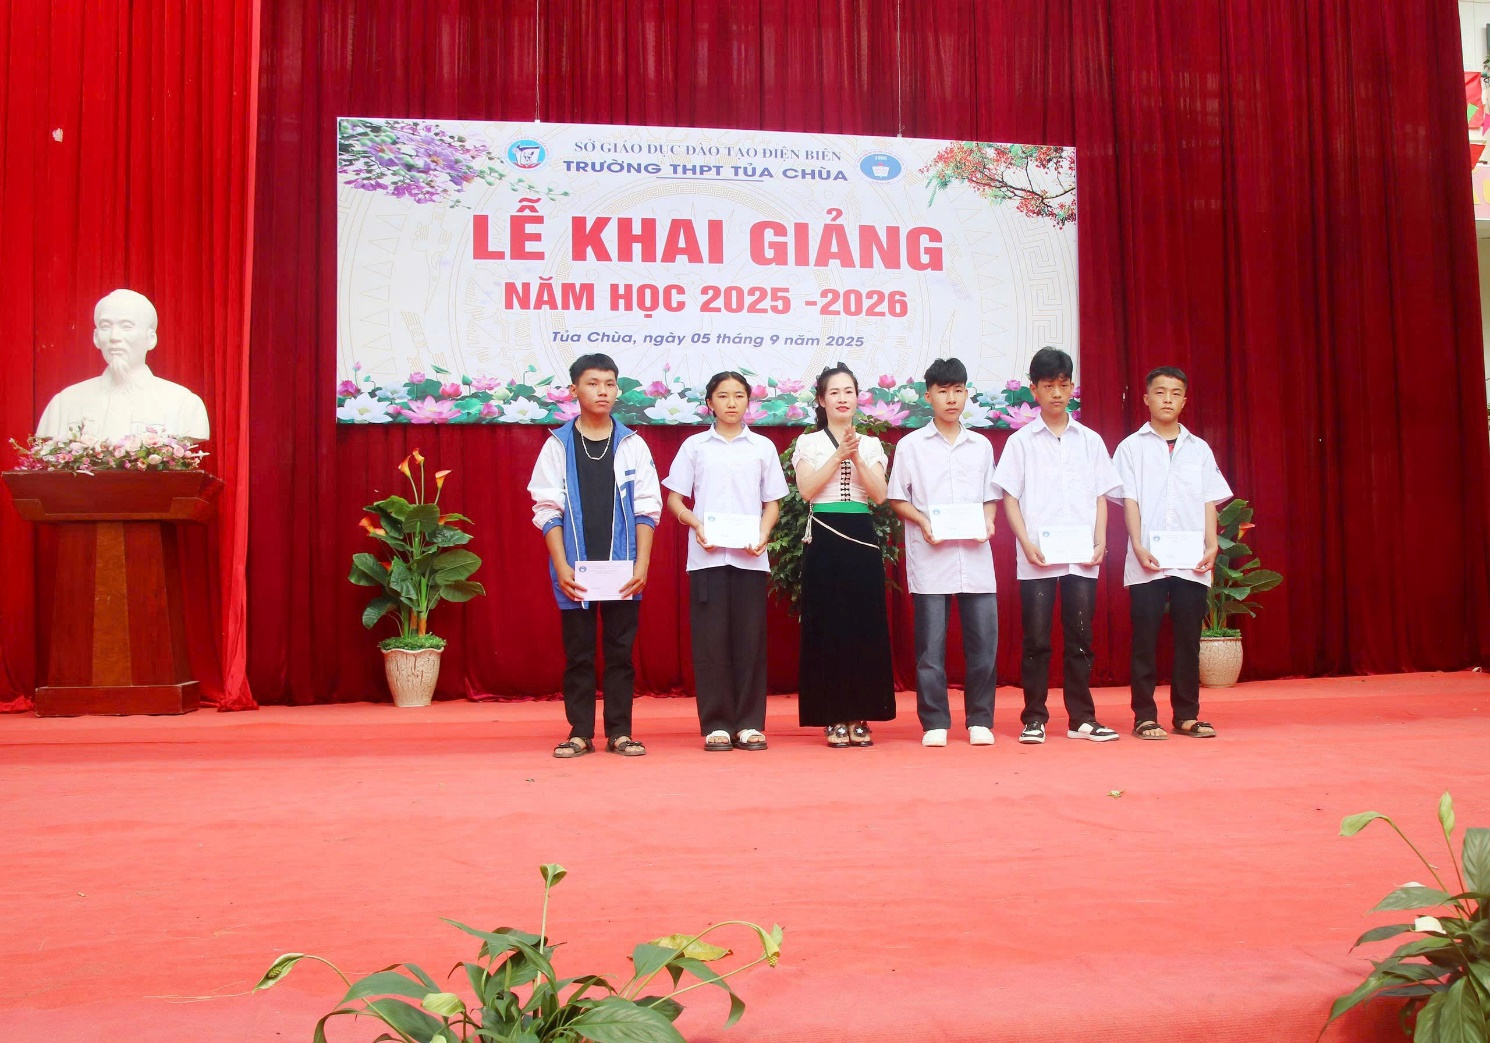 SỞ GIÁO DỤC ĐÀO TẠO ĐIỆN BIÊN
TRƯỜNG THPT TỦA CHÙA
LỄ KHAI GIẢNG
NĂM HỌC 2025 -2026
Tủa Chùa, ngày 05 tháng 9 năm 2025